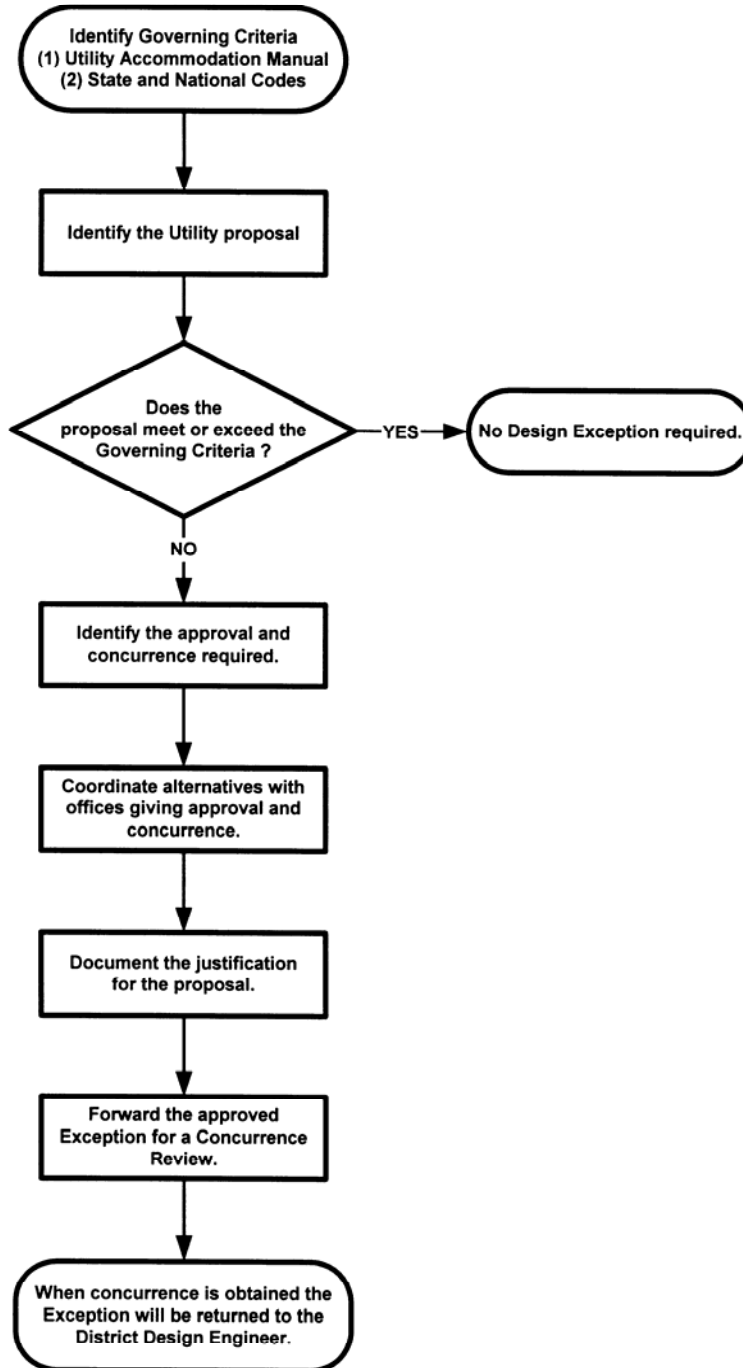 Identify Governing Criteria
(1) Utility Accommodation Manual
(2) State and National Codes
Identify the Utility proposal
Does the
proposal meet or exceed the
Governing Criteria ?
YES
No Design Exception required.
NO
Identify the approval and
concurrence required.
Coordinate alternatives with
offices giving approval and
concurrence.
Document the justification
for the proposal.
Forward the approved
Exception for a Concurrence
Review.
When concurrence is obtained the
Exception will be returned to the
District Design Engineer.